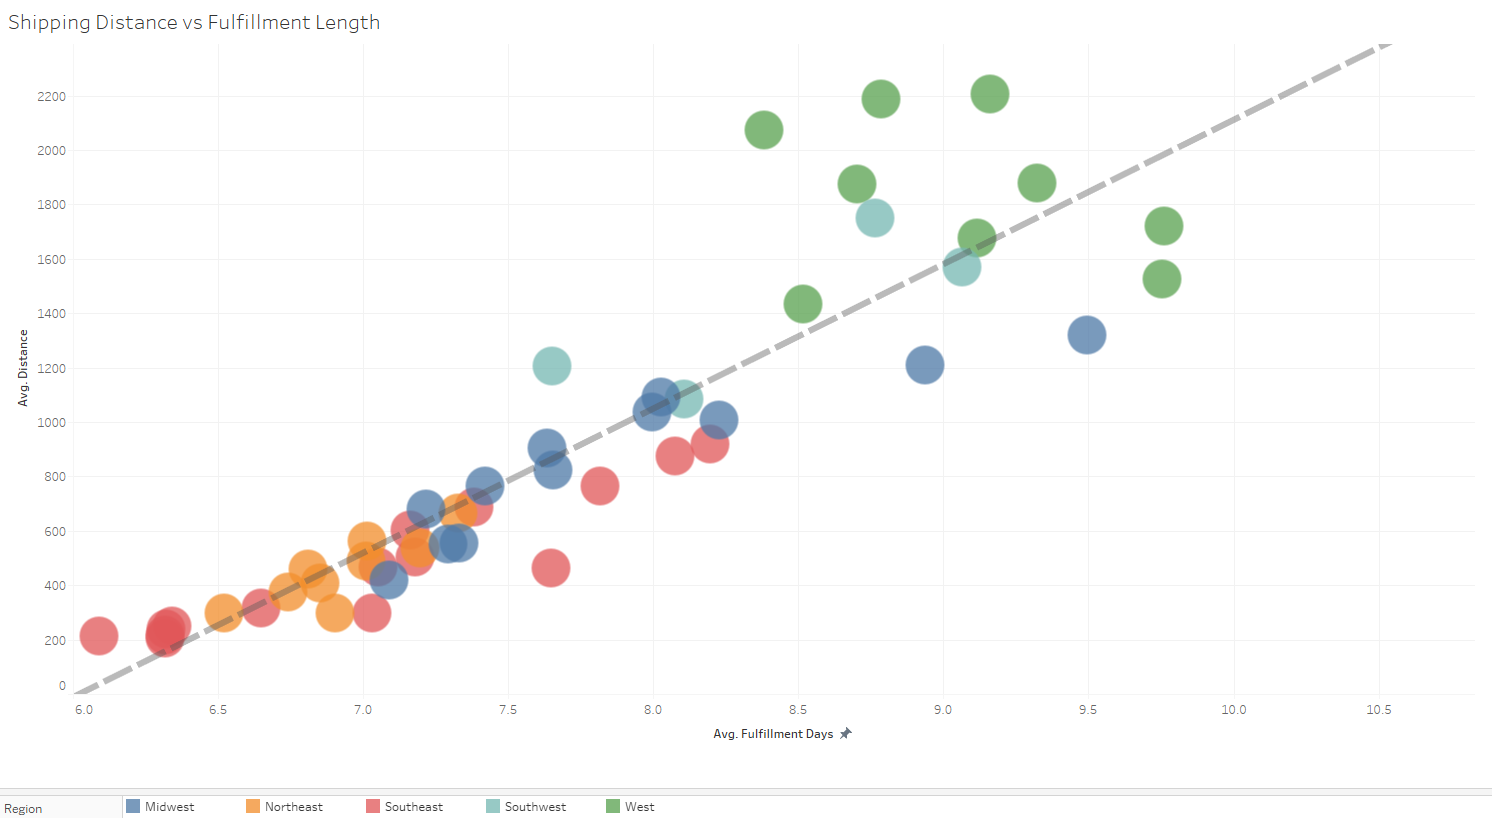 Shipping Distance vs Fulfillment Length
2200
2000
1800
1600
1400
1200
1000
800
600
400
200
0
Avg. Distance
6.0 6.5 7.0 7.5 8.0 8.5 9.0 9.5 10.0 10.5
Avg. Fulfillment Days
Region Midwest Northeast Southeast Southwest West